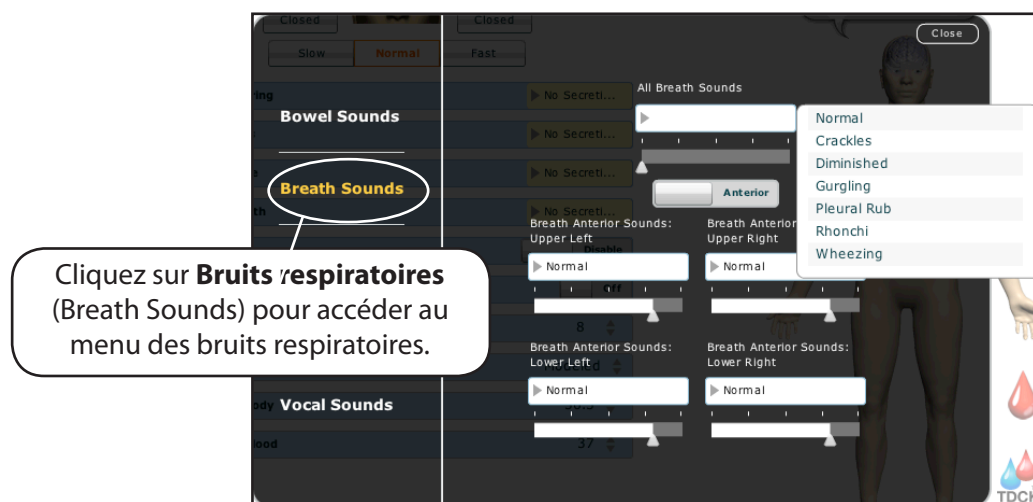 Closed
Closed
Close
Slow
Normal
Fast
All Breath Sounds
No Secreti...
Bowel Sounds
Normal
Crackles
Diminished
Gurgling
Pleural Rub
Rhonchi
Wheezing
No Secreti...
No Secreti...
Breath Sounds
Anterior
No Secreti...
Breath Anterior Sounds:
Upper Left
Breath Anterior
Upper Right
Disable
Normal
Normal
Off
Cliquez sur Bruits respiratoires
(Breath Sounds) pour accéder au
menu des bruits respiratoires.
8
Breath Anterior Sounds:
Lower Left
Breath Anterior Sounds:
Lower Right
Normal
Normal
Vocal Sounds
37